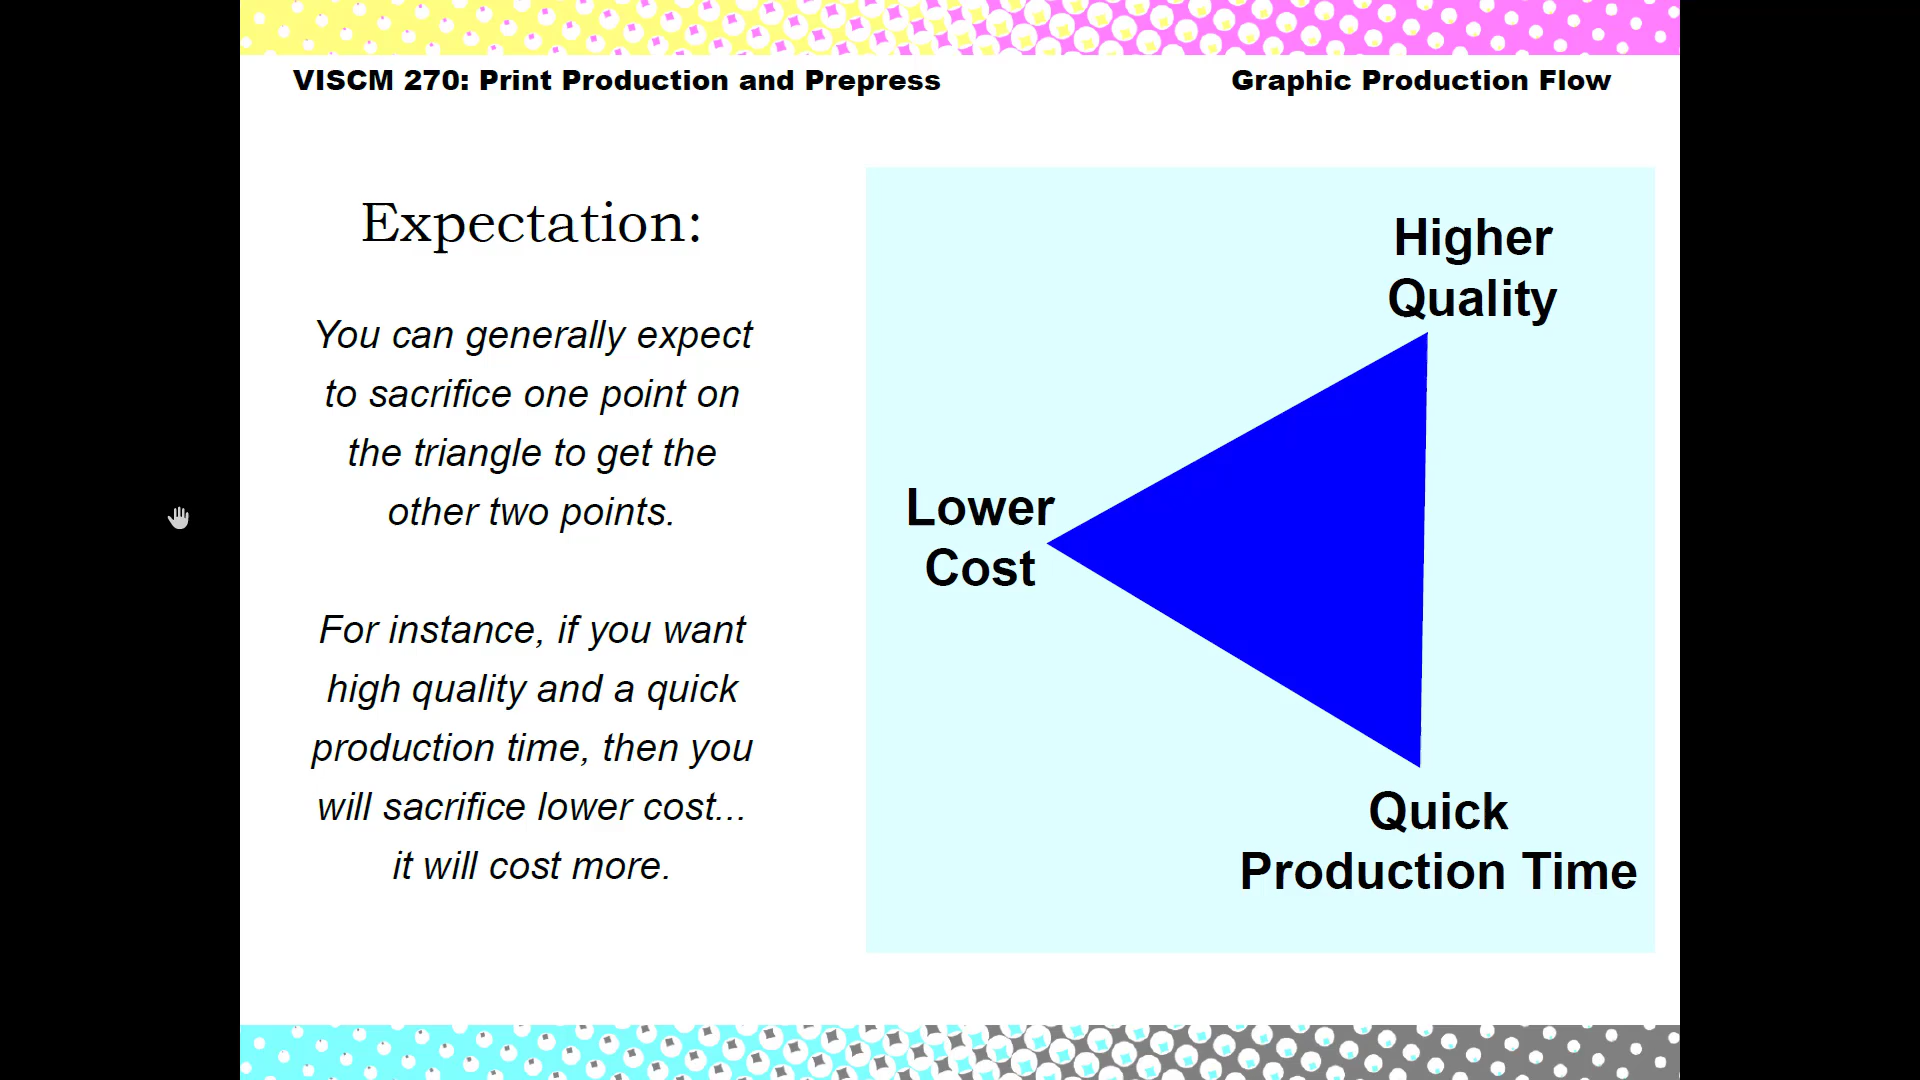 VISCM 270: Print Production and Prepress
Graphic Production Flow
Expectation:
You can generally expect
to sacrifice one point on
the triangle to get the
other two points.
For instance, if you want
high quality and a quick
production time, then you
will sacrifice lower cost...
it will cost more.
Higher
Quality
Lower
Cost
Quick
Production Time